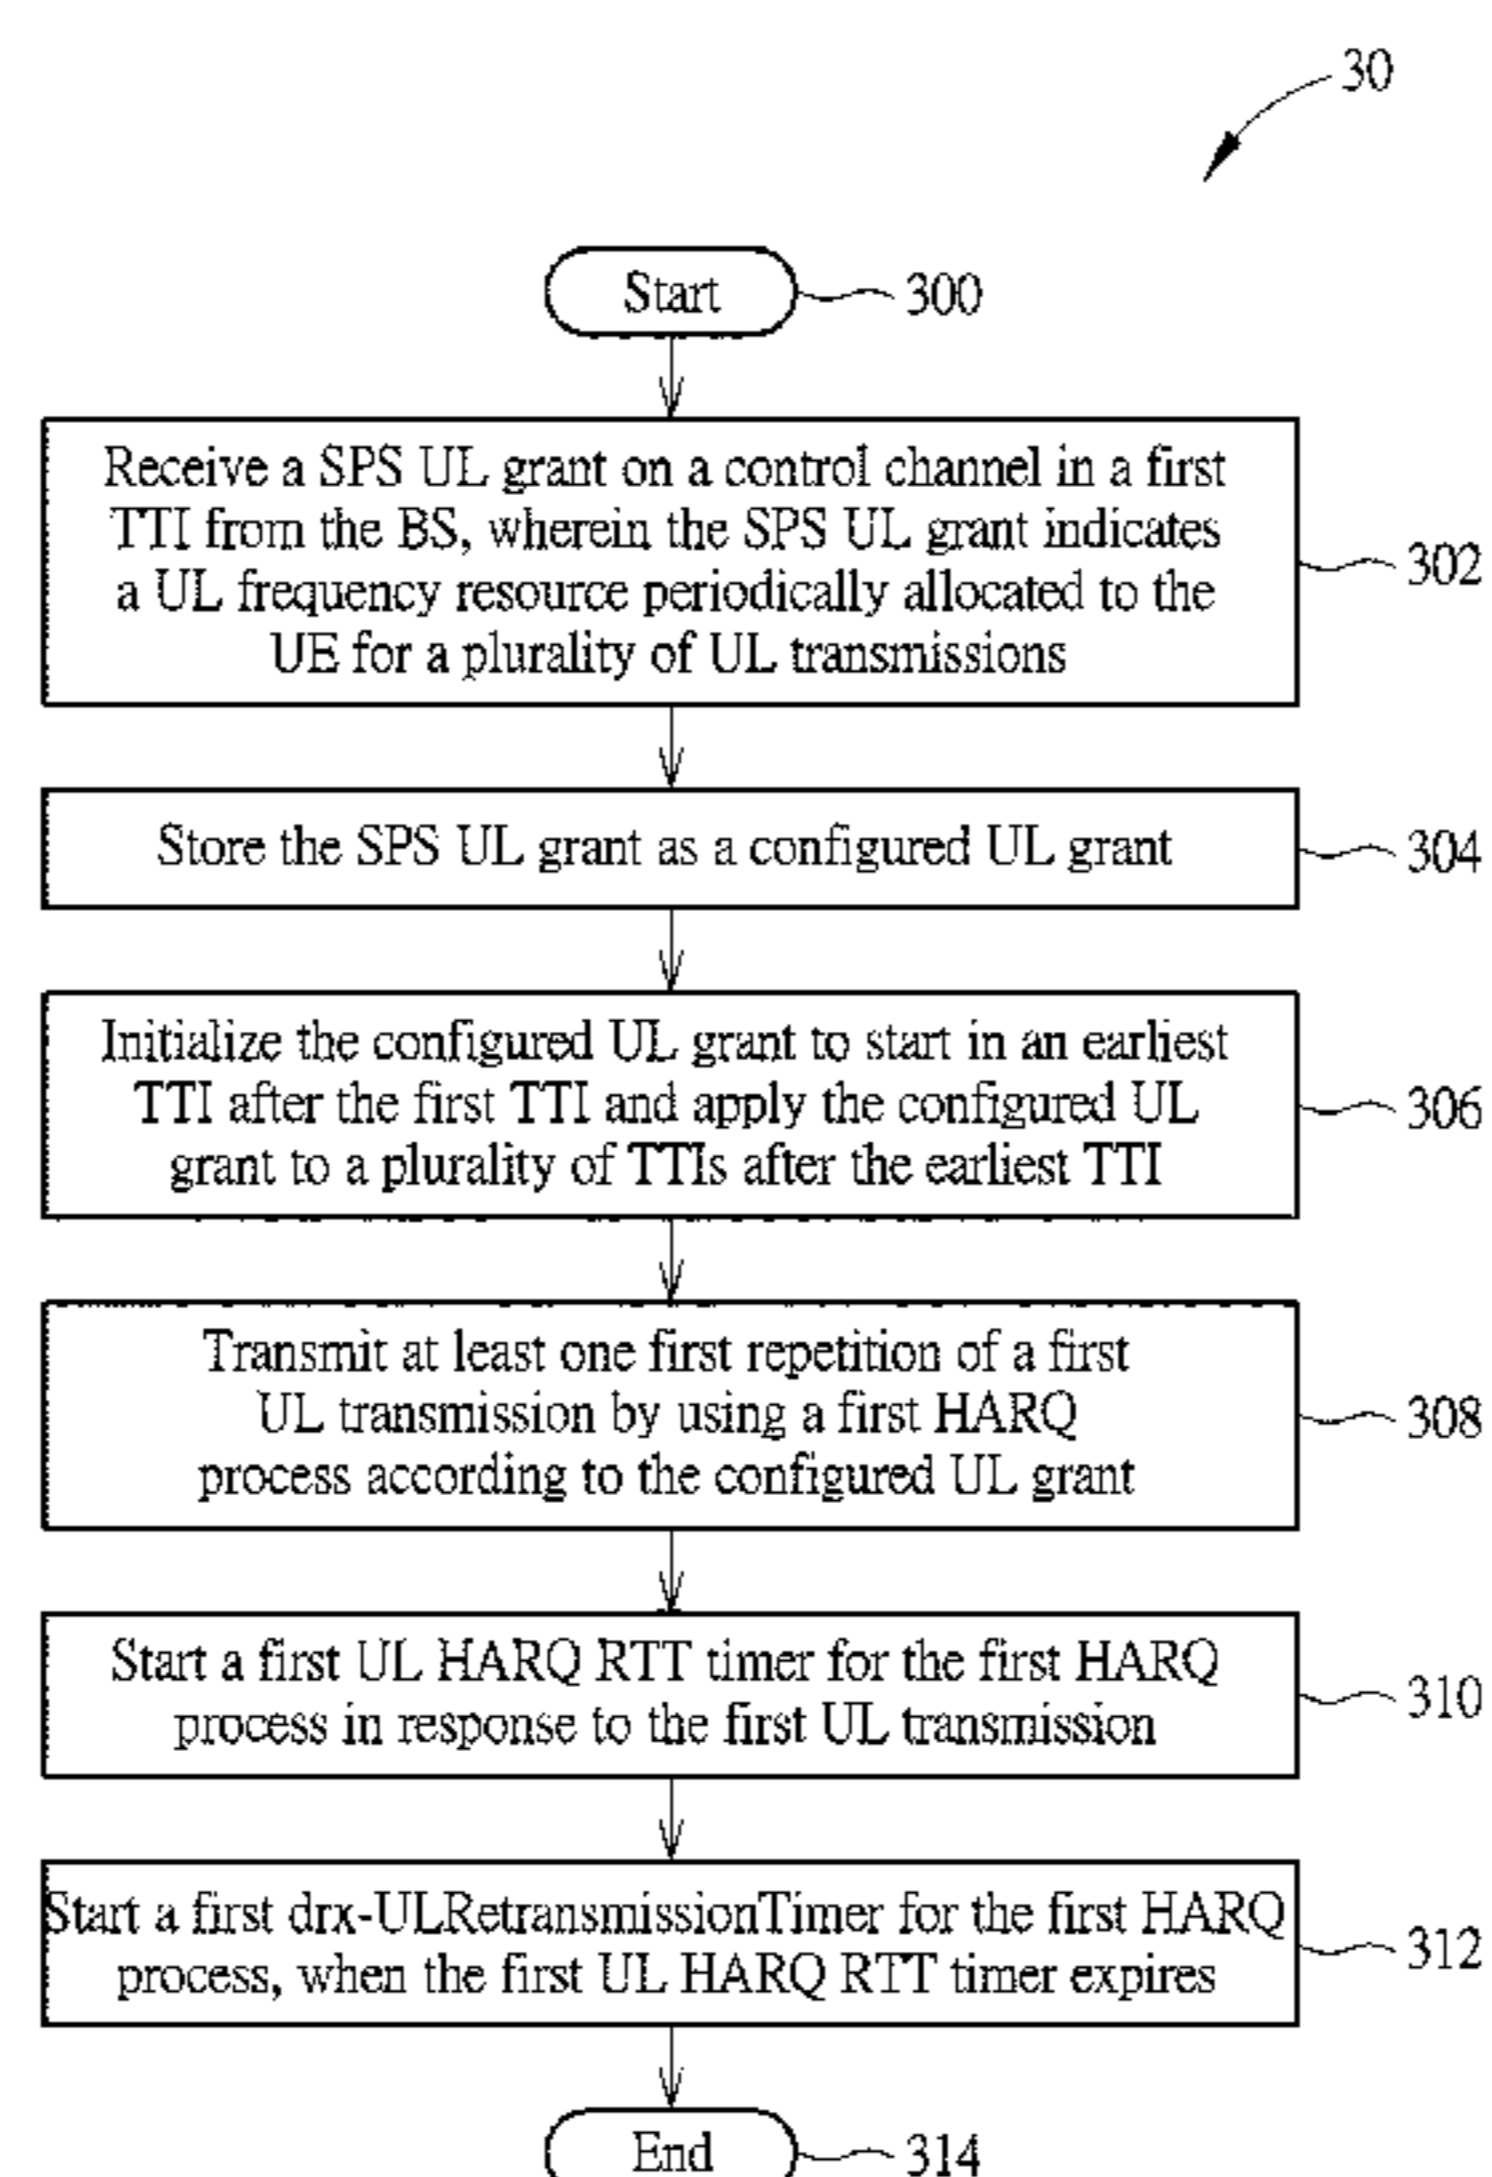 30
Start
300
Receive a SPS UL grant on a control channel in a first
TTI from the BS, wherein the SPS UL grant indicates
a UL frequency resource periodically allocated to the
UE for a plurality of UL transmissions
302
Store the SPS UL grant as a configured UL grant
304
Initialize the configured UL grant to start in an earliest
TTI after the first TTI and apply the configured UL
grant to a plurality of TTIs after the earliest TTI
306
Transmit at least one first repetition of a first
UL transmission by using a first HARQ
process according to the configured UL grant
308
Start a first UL HARQ RTT timer for the first HARQ
process in response to the first UL transmission
310
Start a first drx-ULRetransmissionTimer for the first HARQ
process, when the first UL HARQ RTT timer expires
312
End
314